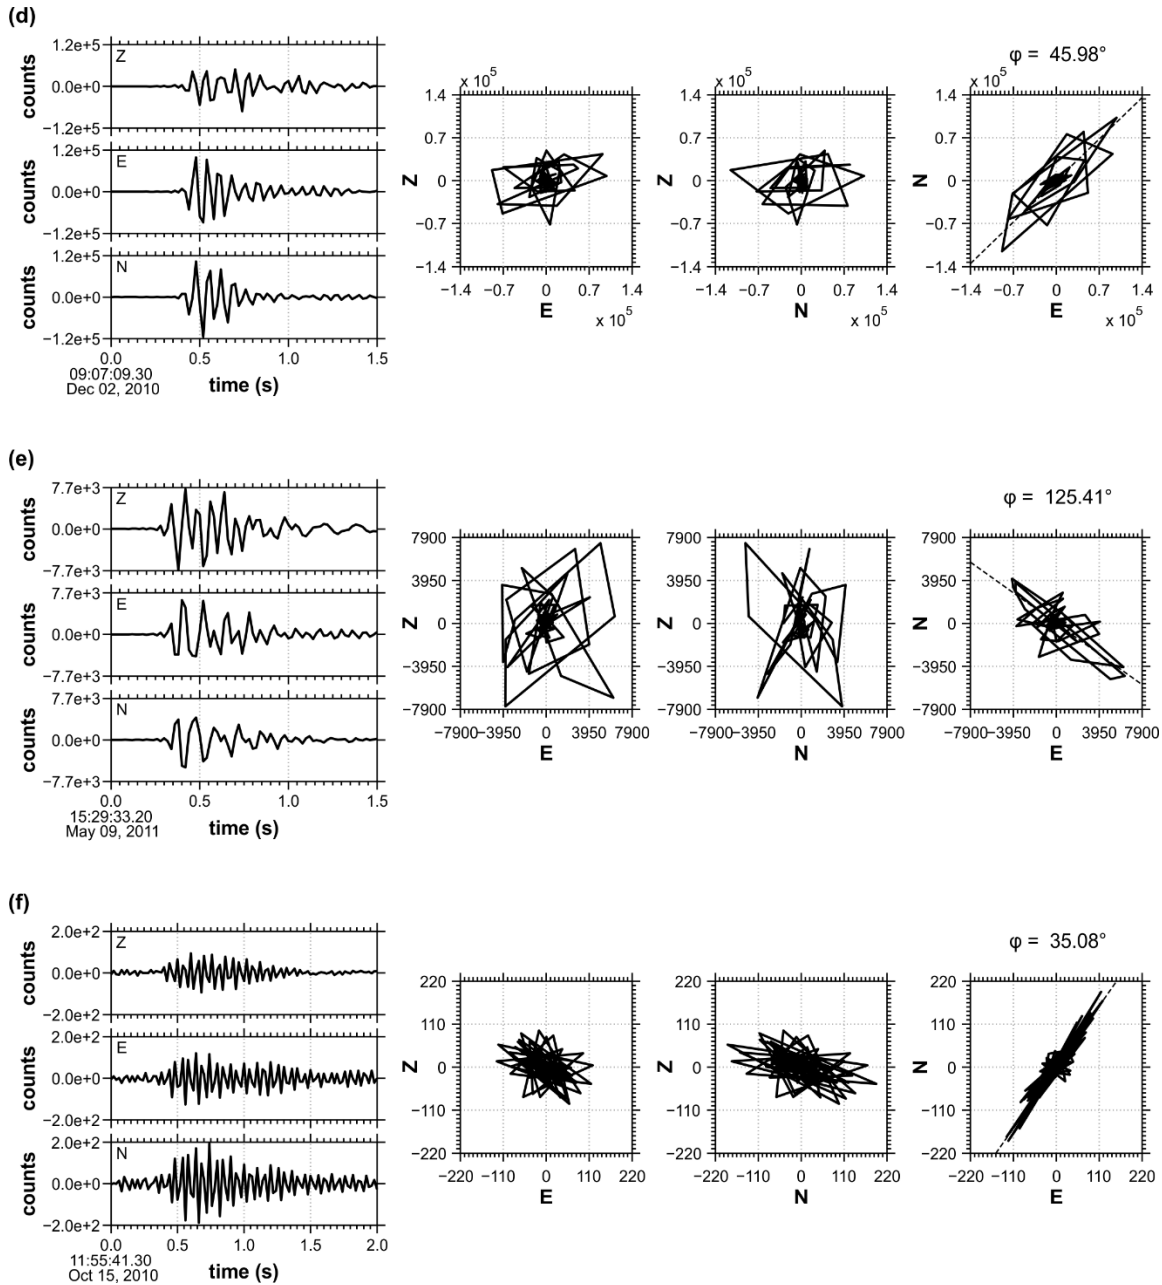 (d)
φ = 45.98°
counts
1.2e+5
0.0e+0
−1.2e+5
Z
counts
1.2e+5
0.0e+0
−1.2e+5
E
counts
1.2e+5
0.0e+0
−1.2e+5
N
0.0 0.5 1.0 1.5
09:07:09.30
Dec 02, 2010
time (s)
x 10⁵
Z
1.4
0.7
0
−0.7
−1.4
−1.4 −0.7 0 0.7 1.4
E
x 10⁵
x 10⁵
Z
1.4
0.7
0
−0.7
−1.4
−1.4 −0.7 0 0.7 1.4
N
x 10⁵
x 10⁵
N
1.4
0.7
0
−0.7
−1.4
−1.4 −0.7 0 0.7 1.4
E
x 10⁵
(e)
φ = 125.41°
counts
7.7e+3
0.0e+0
−7.7e+3
Z
counts
7.7e+3
0.0e+0
−7.7e+3
E
counts
7.7e+3
0.0e+0
−7.7e+3
N
0.0 0.5 1.0 1.5
15:29:33.20
May 09, 2011
time (s)
Z
7900
3950
0
−3950
−7900
−7900 −3950 0 3950 7900
E
Z
7900
3950
0
−3950
−7900
−7900 −3950 0 3950 7900
N
N
7900
3950
0
−3950
−7900
−7900 −3950 0 3950 7900
E
(f)
φ = 35.08°
counts
2.0e+2
0.0e+0
−2.0e+2
Z
counts
2.0e+2
0.0e+0
−2.0e+2
E
counts
2.0e+2
0.0e+0
−2.0e+2
N
0.0 0.5 1.0 1.5 2.0
11:55:41.30
Oct 15, 2010
time (s)
Z
220
110
0
−110
−220
−220 −110 0 110 220
E
Z
220
110
0
−110
−220
−220 −110 0 110 220
N
N
220
110
0
−110
−220
−220 −110 0 110 220
E